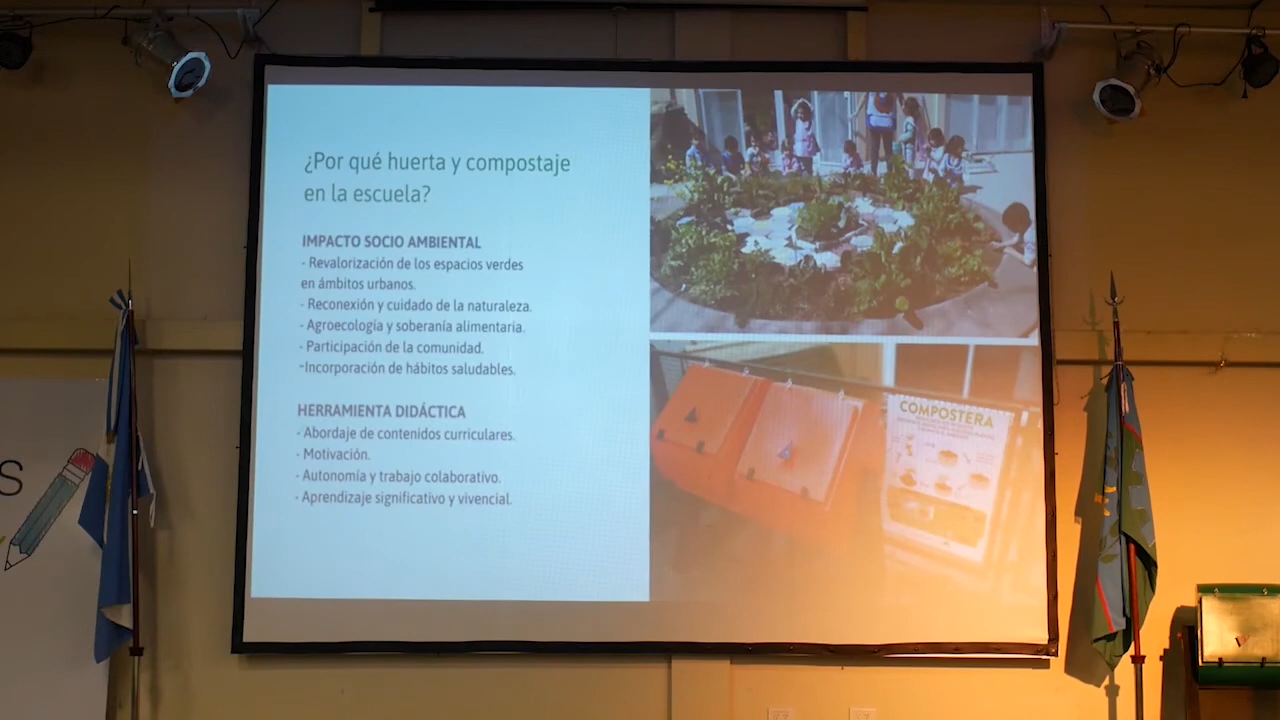 ¿Por qué huerta y compostaje
en la escuela?
IMPACTO SOCIO AMBIENTAL
- Revalorización de los espacios verdes
en ámbitos urbanos.
- Reconexión y cuidado de la naturaleza.
- Agroecología y soberanía alimentaria.
- Participación de la comunidad.
-Incorporación de hábitos saludables.
HERRAMIENTA DIDÁCTICA
- Abordaje de contenidos curriculares.
- Motivación.
- Autonomía y trabajo colaborativo.
- Aprendizaje significativo y vivencial.
COMPOSTERA
S